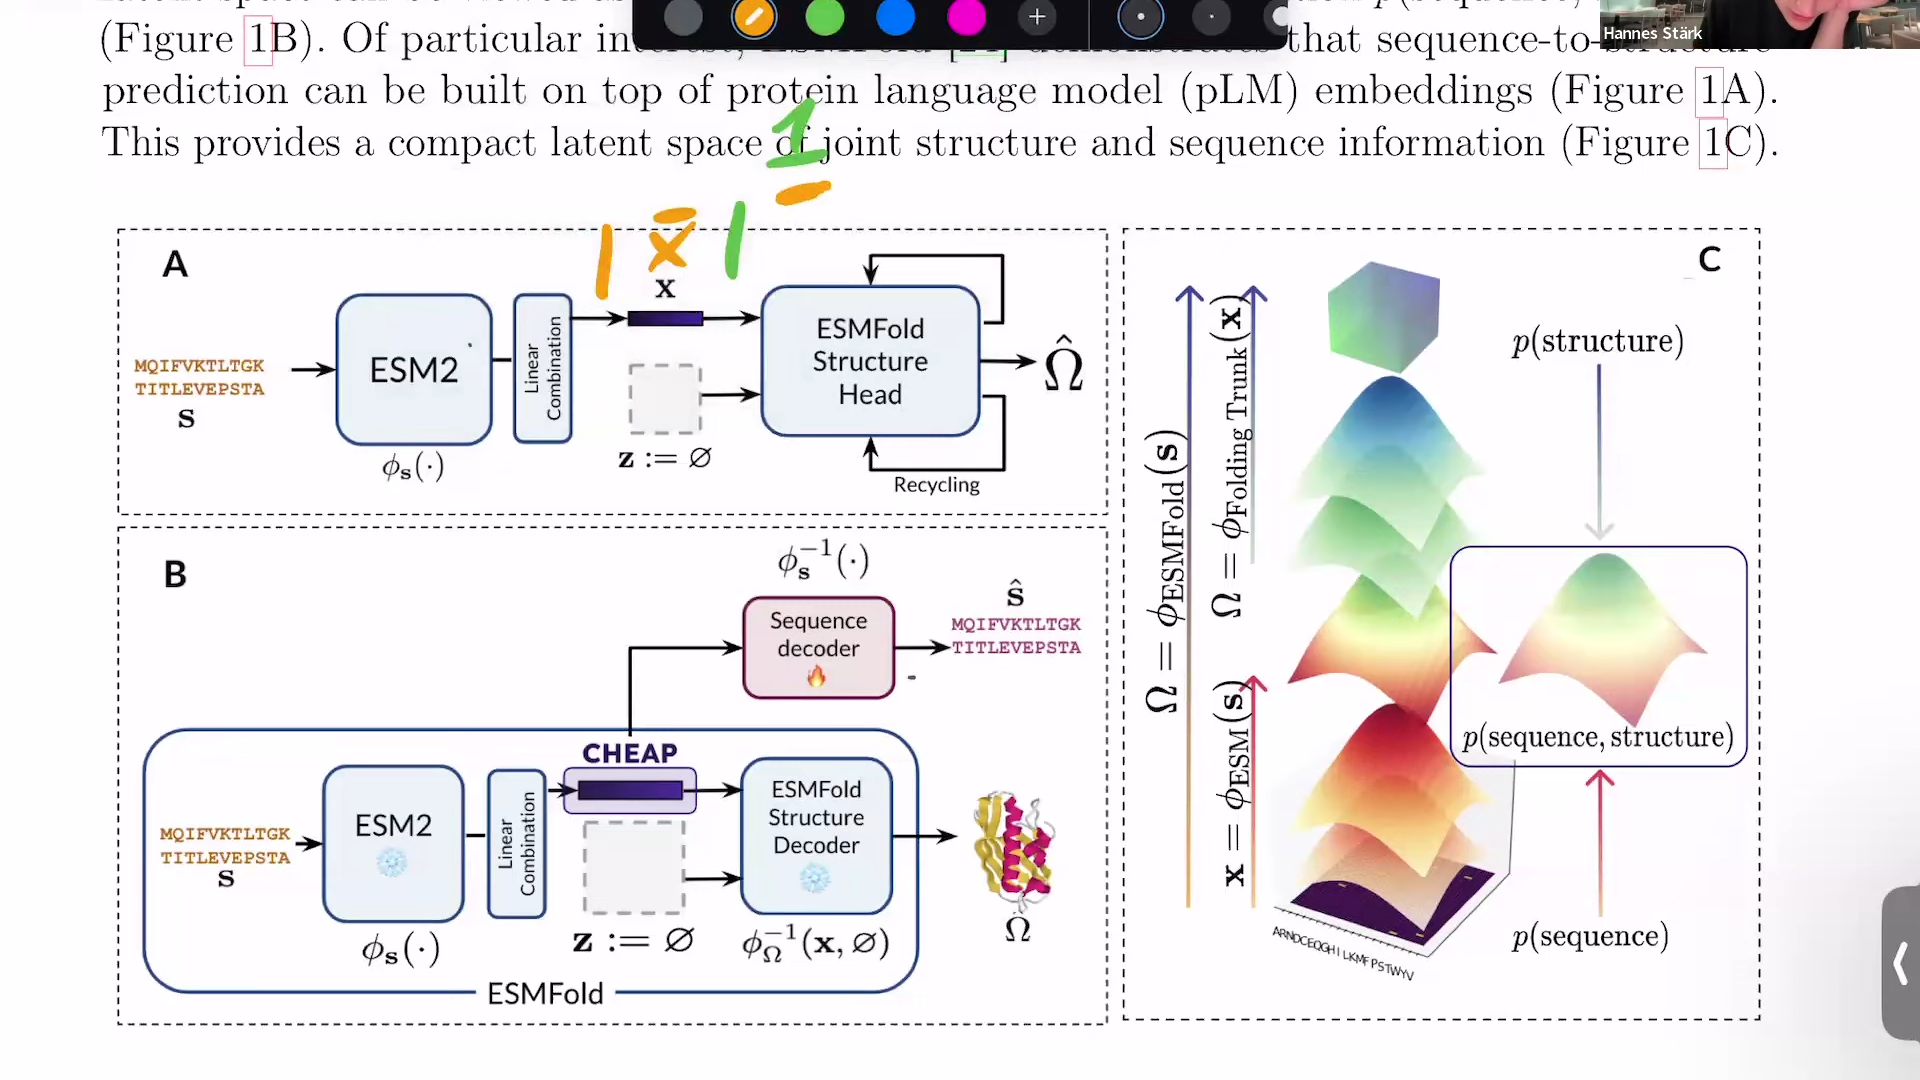 (Figure 1B). Of particular
that sequence-to-structure
Hannes Stärk
prediction can be built on top of protein language model (pLM) embeddings (Figure 1A).
This provides a compact latent space of joint structure and sequence information (Figure 1C).
A
MQIFVKTLTGK
TITLEVEPSTA
s
ESM2
ϕs(·)
Linear
Combination
x
x
z := ∅
ESMFold
Structure
Head
Recycling
Ω̂
B
MQIFVKTLTGK
TITLEVEPSTA
s
ESM2
ϕs(·)
Linear
Combination
CHEAP
z := ∅
ϕs⁻¹(·)
Sequence
decoder
ŝ
MQIFVKTLTGK
TITLEVEPSTA
ESMFold
Structure
Decoder
ϕΩ⁻¹(x, ∅)
Ω
ESMFold
C
Ω = ϕESMFold(s)
Ω = ϕFolding Trunk(x)
x = ϕESM(s)
ARNDCEQGHILKMFPSTWYV
p(structure)
p(sequence, structure)
p(sequence)